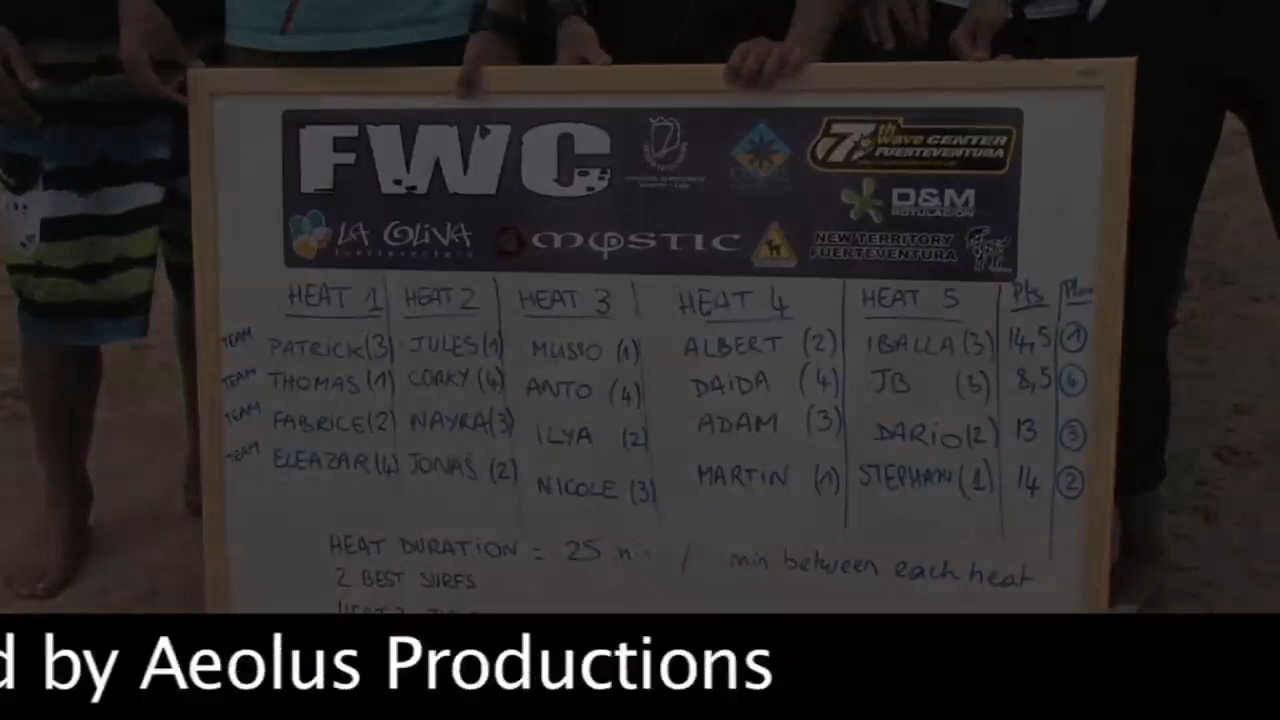 FWC
7th wave CENTER
FUERTEVENTURA
D&M
ROTULACION
LA OLIVA
fuerteventura
MYSTIC
NEW TERRITORY
FUERTEVENTURA
HEAT 1 HEAT 2 HEAT 3 HEAT 4 HEAT 5 Pts
TEAM PATRICK (3) JULES (1) MUSSO (1) ALBERT (2) IBALLA (3) 14,5 1
TEAM THOMAS (1) CORKY (4) ANTO (4) DAIDA (4) JB (3) 8,5 4
TEAM FABRICE (2) NAYRA (3) ILYA (2) ADAM (3) DARIO (2) 13 3
TEAM ELEAZAR (4) JONAS (2) NICOLE (3) MARTIN (1) STEPHAN (1) 14 2
HEAT DURATION = 25 min / min between each heat
2 BEST SURFS
d by Aeolus Productions